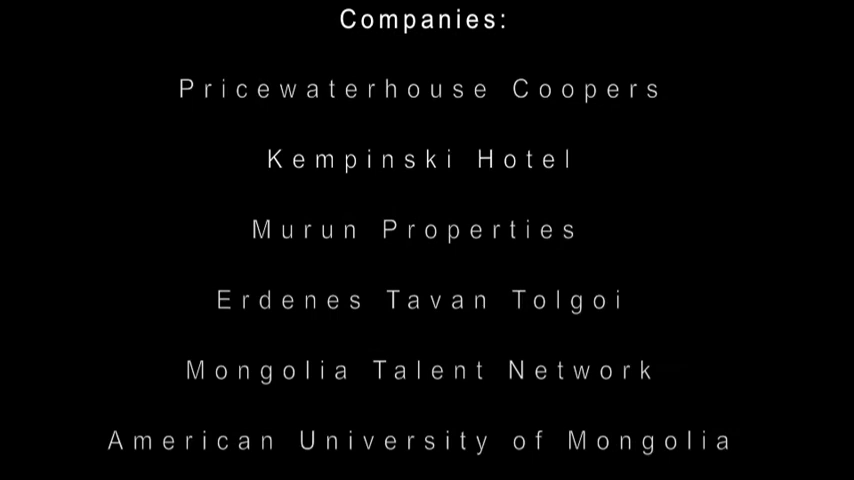 Companies:
Pricewaterhouse Coopers
Kempinski Hotel
Murun Properties
Erdenes Tavan Tolgoi
Mongolia Talent Network
American University of Mongolia